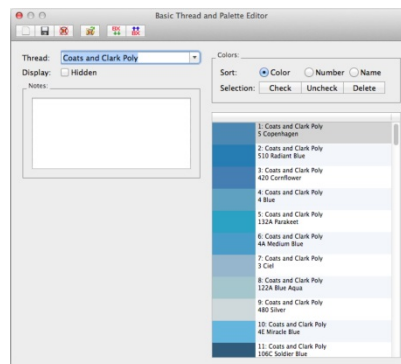 Basic Thread and Palette Editor
Thread: Coats and Clark Poly
Display: Hidden
Notes:
Colors:
Sort: Color Number Name
Selection: Check Uncheck Delete
1: Coats and Clark Poly
5 Copenhagen
2: Coats and Clark Poly
510 Radiant Blue
3: Coats and Clark Poly
420 Cornflower
4: Coats and Clark Poly
4 Blue
5: Coats and Clark Poly
132A Parakeet
6: Coats and Clark Poly
4A Medium Blue
7: Coats and Clark Poly
3 Ciel
8: Coats and Clark Poly
122A Blue Aqua
9: Coats and Clark Poly
480 Silver
10: Coats and Clark Poly
4E Miracle Blue
11: Coats and Clark Poly
106C Soldier Blue